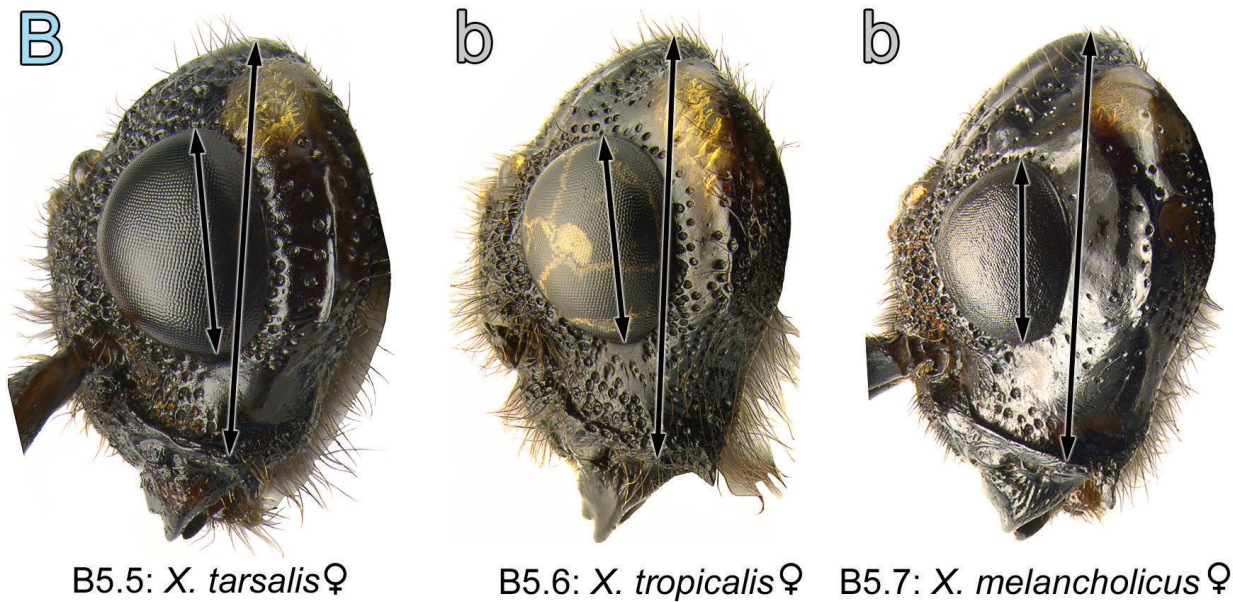 B b b
B5.5: X. tarsalis♀ B5.6: X. tropicalis♀ B5.7: X. melancholicus♀